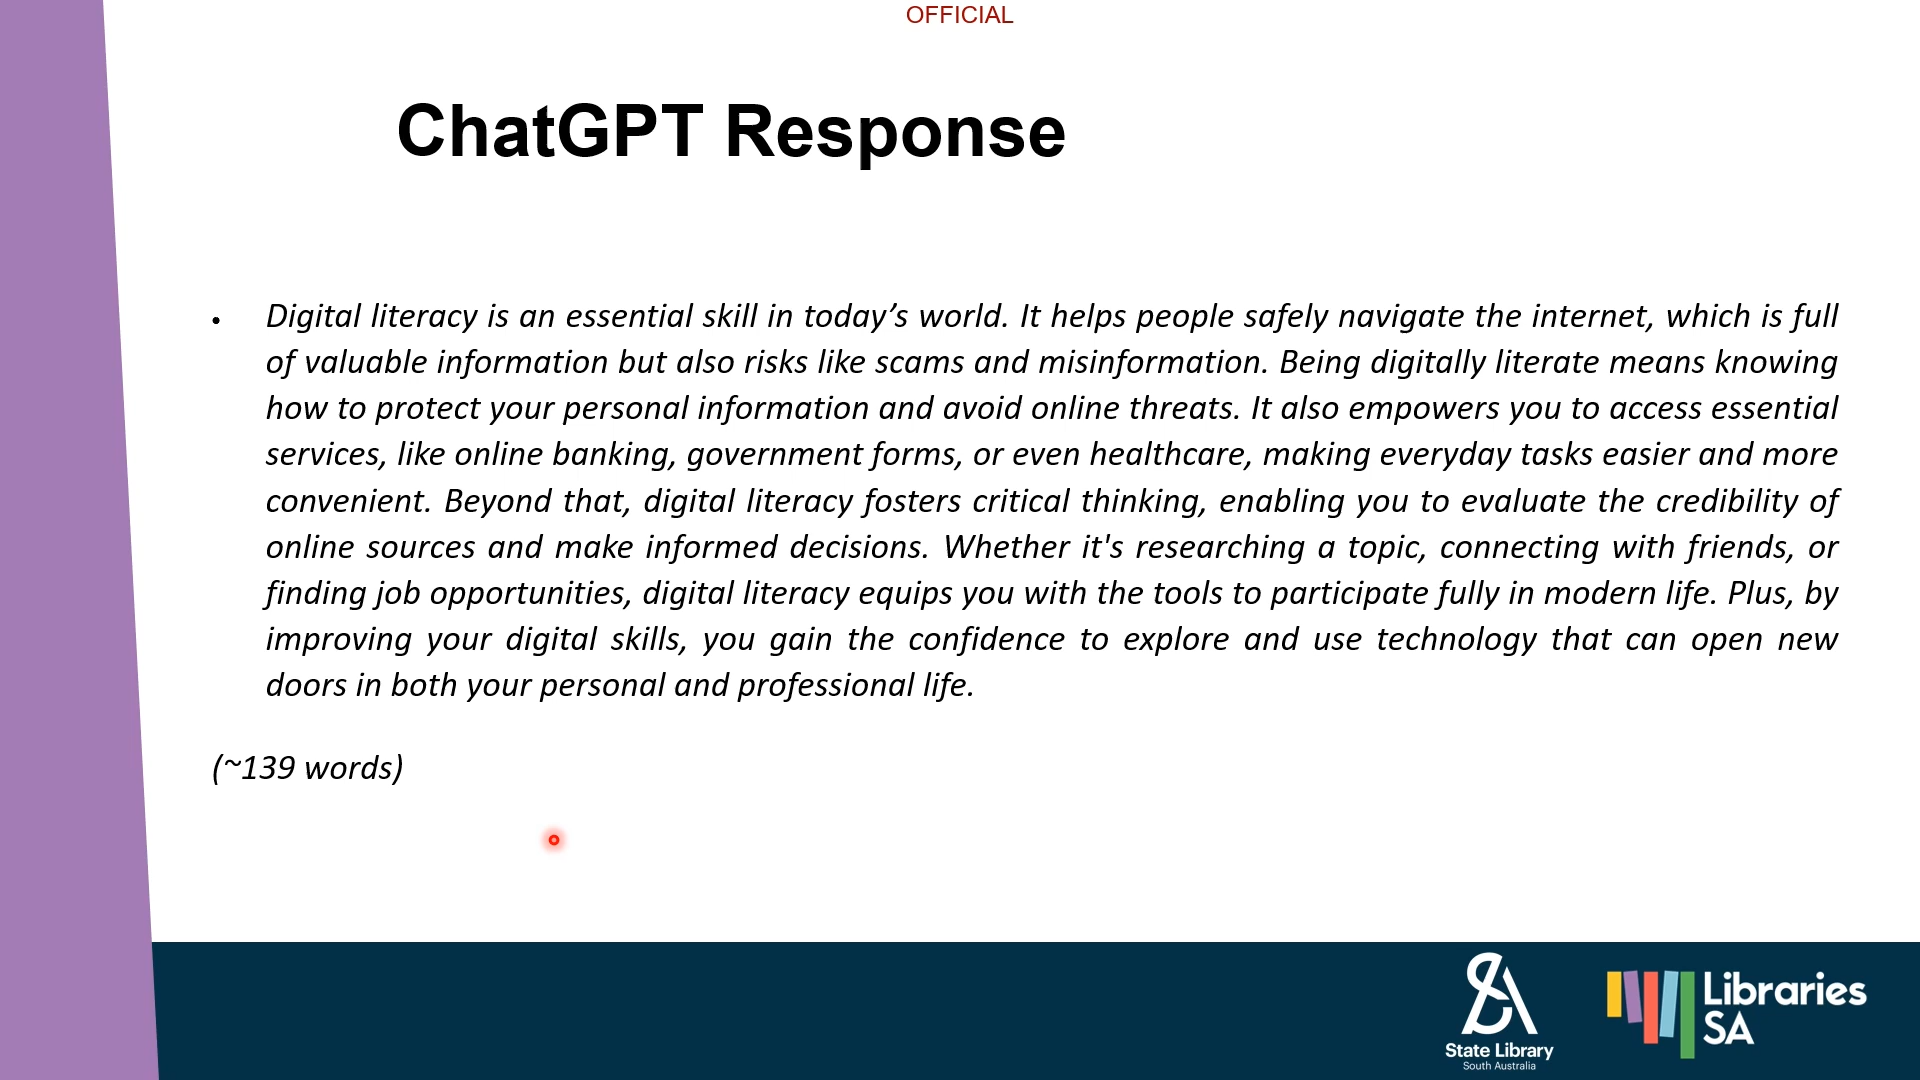 OFFICIAL
ChatGPT Response
• Digital literacy is an essential skill in today’s world. It helps people safely navigate the internet, which is full
of valuable information but also risks like scams and misinformation. Being digitally literate means knowing
how to protect your personal information and avoid online threats. It also empowers you to access essential
services, like online banking, government forms, or even healthcare, making everyday tasks easier and more
convenient. Beyond that, digital literacy fosters critical thinking, enabling you to evaluate the credibility of
online sources and make informed decisions. Whether it's researching a topic, connecting with friends, or
finding job opportunities, digital literacy equips you with the tools to participate fully in modern life. Plus, by
improving your digital skills, you gain the confidence to explore and use technology that can open new
doors in both your personal and professional life.
(~139 words)
State Library
South Australia
Libraries
SA